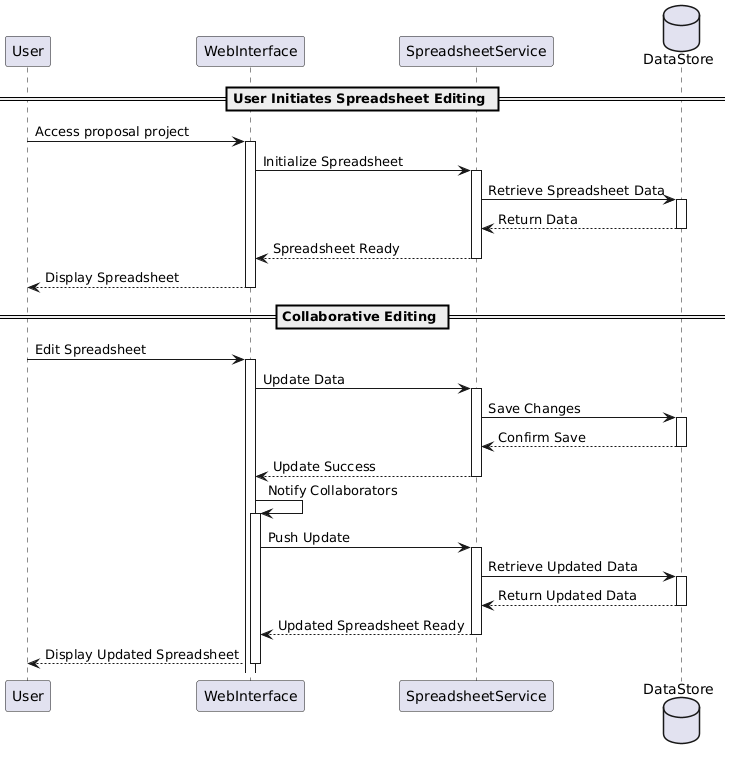 User
WebInterface
SpreadsheetService
DataStore
User Initiates Spreadsheet Editing
Access proposal project
Initialize Spreadsheet
Retrieve Spreadsheet Data
Return Data
Spreadsheet Ready
Display Spreadsheet
Collaborative Editing
Edit Spreadsheet
Update Data
Save Changes
Confirm Save
Update Success
Notify Collaborators
Push Update
Retrieve Updated Data
Return Updated Data
Updated Spreadsheet Ready
Display Updated Spreadsheet
User
WebInterface
SpreadsheetService
DataStore